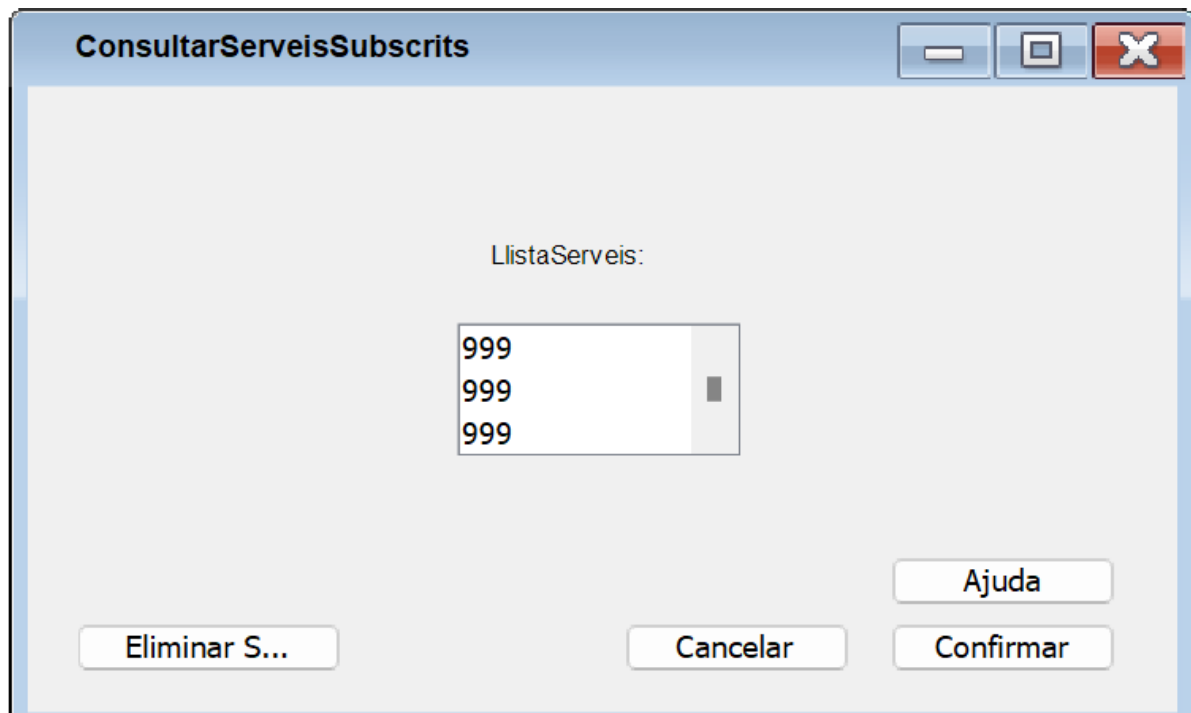 ConsultarServeisSubscrits
LlistaServeis:
999
999
999
Ajuda
Eliminar S...
Cancelar
Confirmar